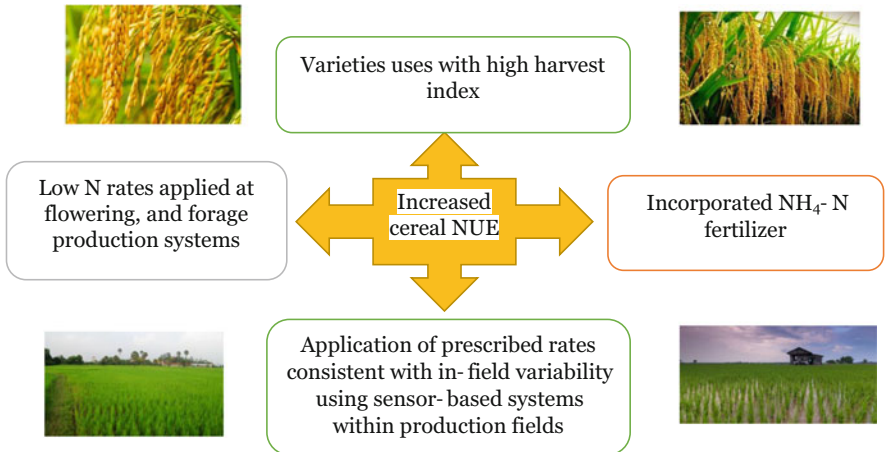 Varieties uses with high harvest
index
Low N rates applied at
flowering, and forage
production systems
Increased
cereal NUE
Incorporated NH₄- N
fertilizer
Application of prescribed rates
consistent with in- field variability
using sensor- based systems
within production fields